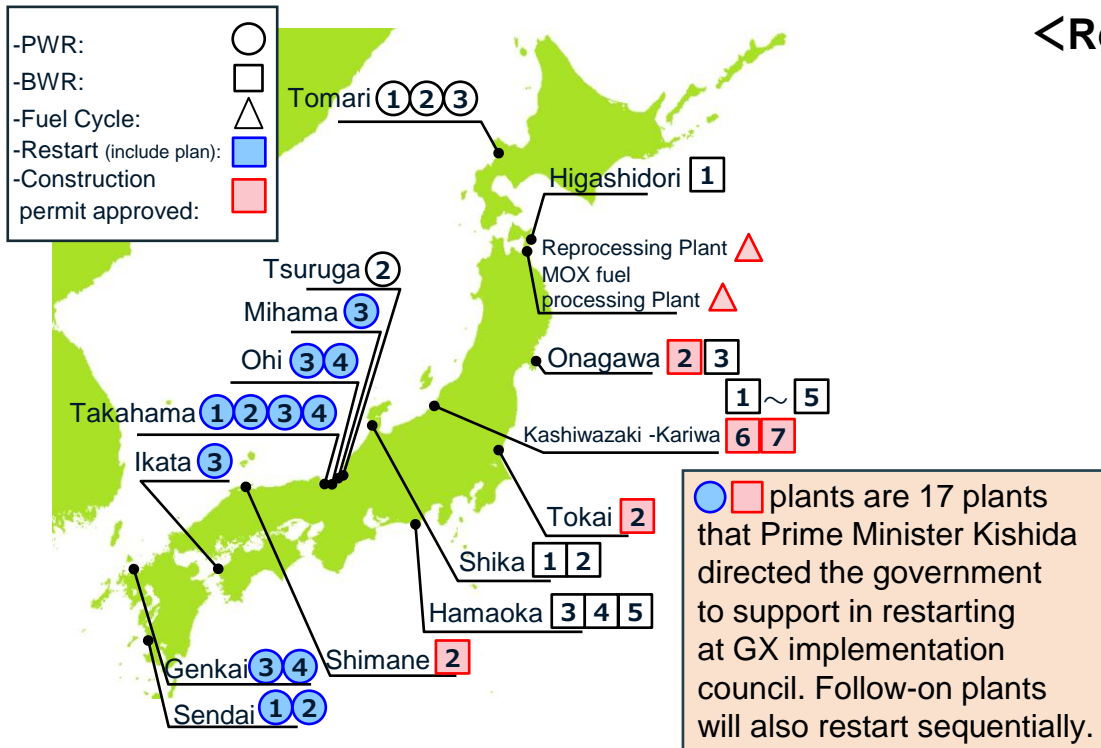 <Re
-PWR:
-BWR:
-Fuel Cycle:
-Restart (include plan):
-Construction
permit approved:
Tomari 1 2 3
Higashidori 1
Reprocessing Plant
MOX fuel
processing Plant
Tsuruga 2
Mihama 3
Ohi 3 4
Takahama 1 2 3 4
Ikata 3
Onagawa 2 3
1 ~ 5
Kashiwazaki -Kariwa 6 7
Tokai 2
Shika 1 2
Hamaoka 3 4 5
Genkai 3 4
Shimane 2
Sendai 1 2
plants are 17 plants
that Prime Minister Kishida
directed the government
to support in restarting
at GX implementation
council. Follow-on plants
will also restart sequentially.